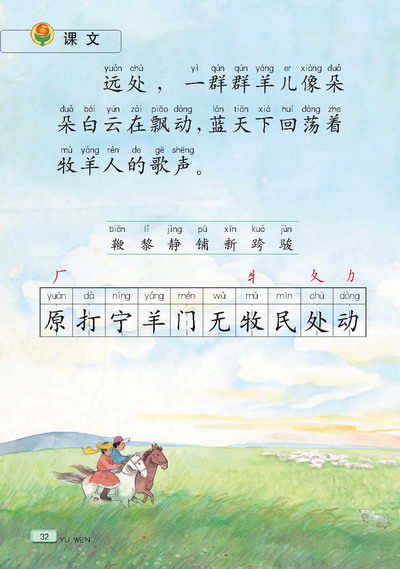 课文
yuǎn chù yì qún qún yáng er xiàng duǒ
远处，一群群羊儿像朵
duǒ bái yún zài piāo dòng lán tiān xià huí dàng zhe
朵白云在飘动，蓝天下回荡着
mù yáng rén de gē shēng
牧羊人的歌声。
biān lí jìng pū xīn kuà jùn
鞭黎静铺新跨骏
厂 牜 夂 力
yuán dǎ níng yáng mén wú mù mín chù dòng
原打宁羊门无牧民处动
32
YU WEN